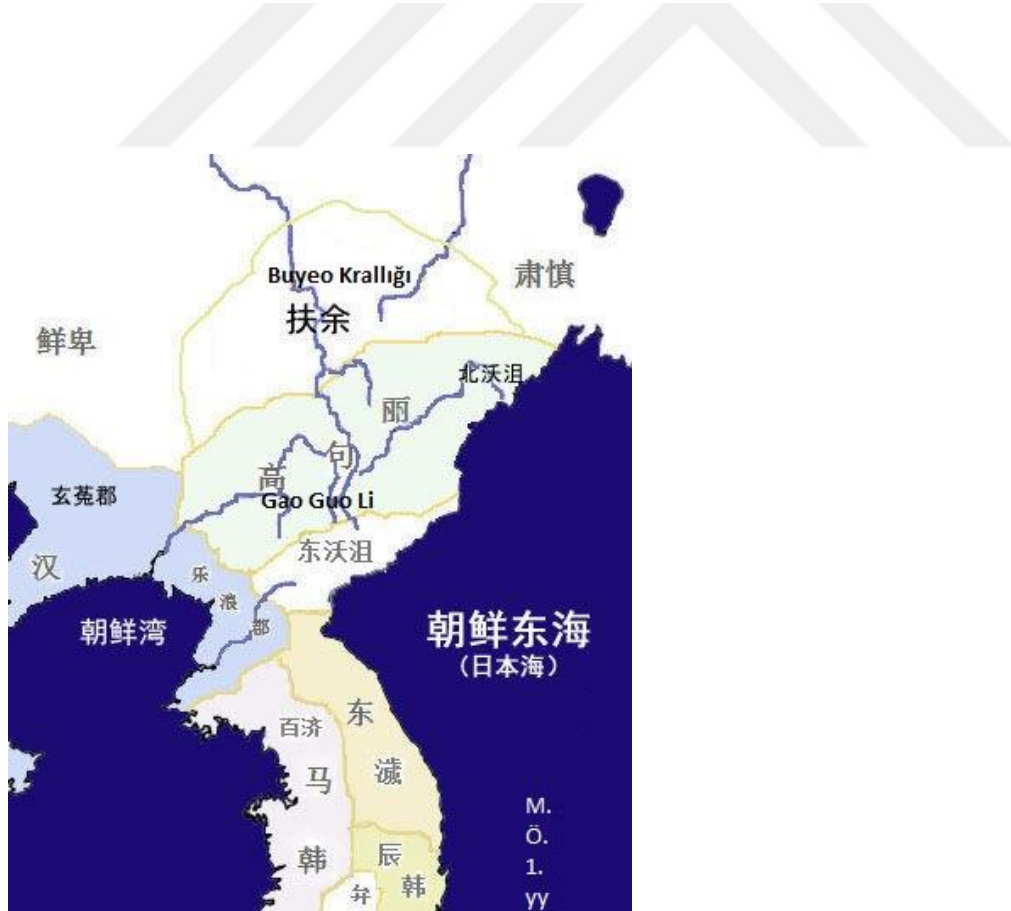 Buyeo Krallığı
扶余
肃慎
鲜卑
北沃沮
高句丽
Gao Guo Li
玄菟郡
汉
东沃沮
乐浪郡
朝鲜湾
朝鲜东海
（日本海）
百济
东濊
马韩
辰韩
弁
M.
Ö.
1.
yy